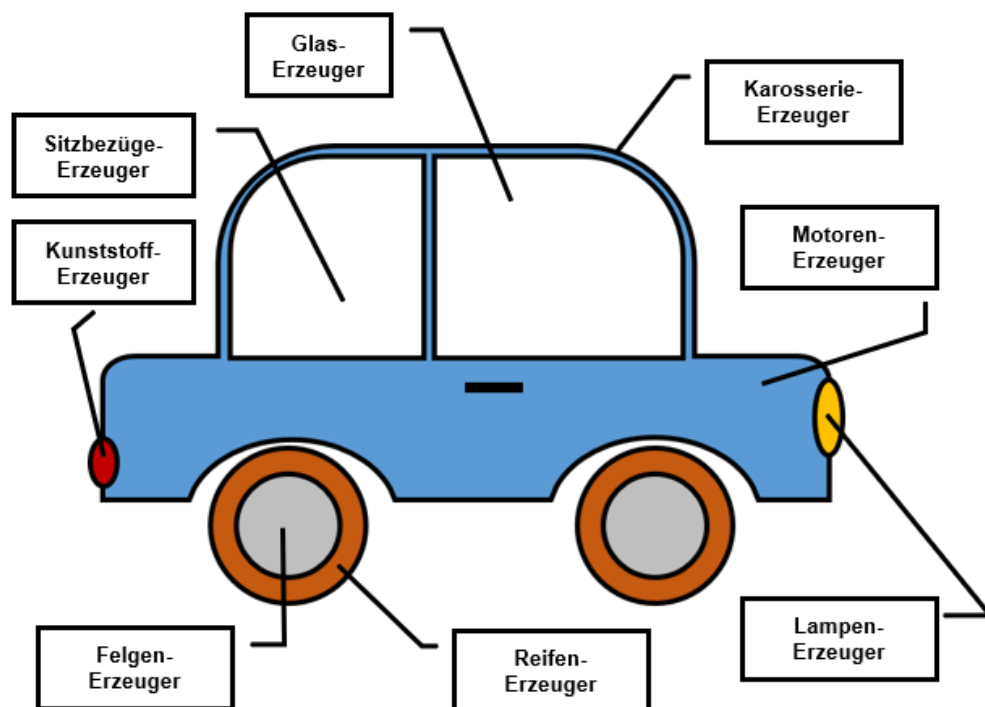 Glas-
Erzeuger
Karosserie-
Erzeuger
Sitzbezüge-
Erzeuger
Kunststoff-
Erzeuger
Motoren-
Erzeuger
Lampen-
Erzeuger
Felgen-
Erzeuger
Reifen-
Erzeuger